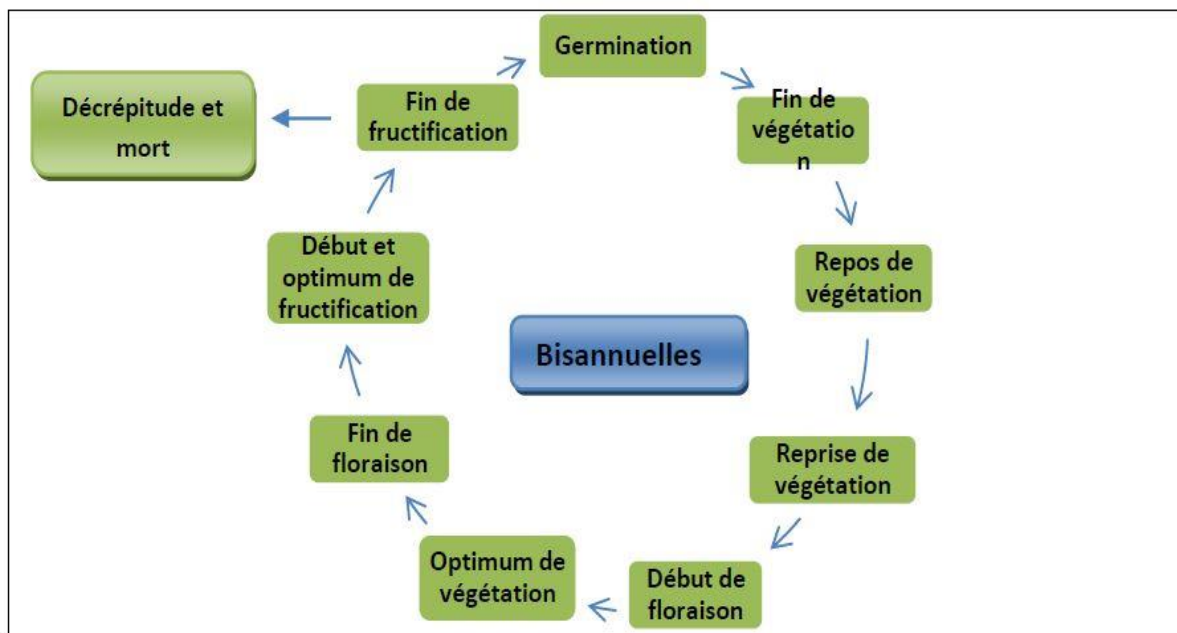 Germination
Fin de
végétatio
n
Repos de
végétation
Reprise de
végétation
Début de
floraison
Optimum de
végétation
Fin de
floraison
Début et
optimum de
fructification
Fin de
fructification
Décrépitude et
mort
Bisannuelles